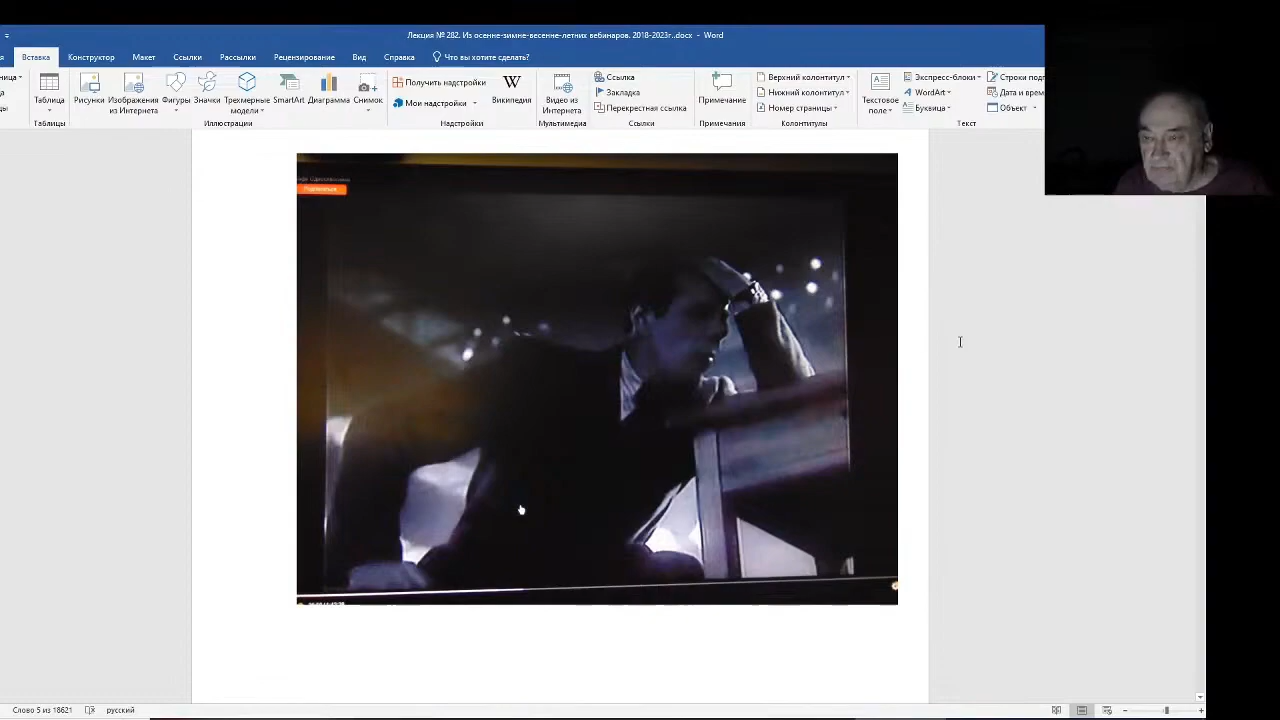 Лекция № 282. Из осенне-зимне-весенне-летних вебинаров. 2018-2023г..docx - Word
Вставка Конструктор Макет Ссылки Рассылки Рецензирование Вид Справка Что вы хотите сделать?
Таблица
Таблицы
Рисунки
Изображения из Интернета
Фигуры
Значки
Трехмерные модели
SmartArt
Диаграмма
Снимок
Иллюстрации
Получить надстройки
Мои надстройки
W
Википедия
Надстройки
Видео из Интернета
Мультимедиа
Ссылка
Закладка
Перекрестная ссылка
Ссылки
Примечание
Примечания
Верхний колонтитул
Нижний колонтитул
Номер страницы
Колонтитулы
Текстовое поле
Экспресс-блоки
WordArt
Буквица
Объект
Текст
Слово 5 из 18621 русский